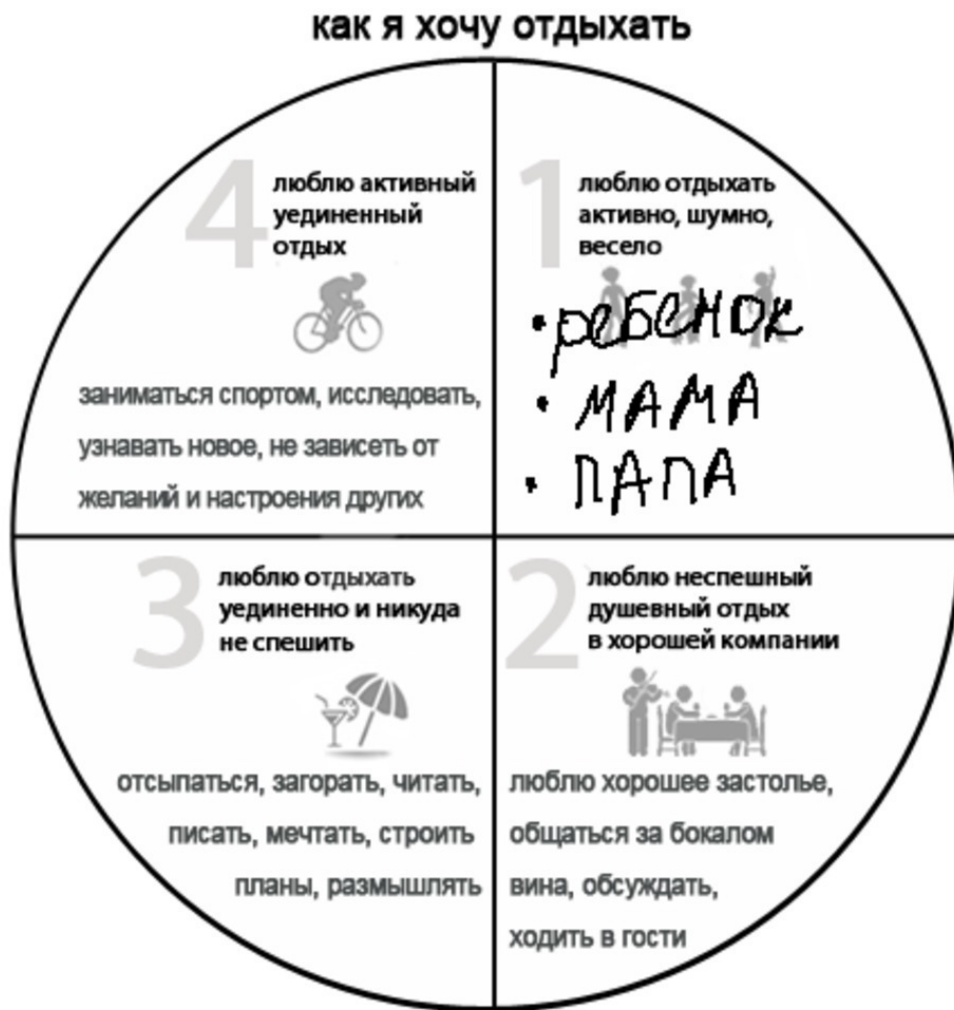 как я хочу отдыхать
4
люблю активный
уединенный
отдых
заниматься спортом, исследовать,
узнавать новое, не зависеть от
желаний и настроения других
1
люблю отдыхать
активно, шумно,
весело
• РЕБЕНОК
• МАМА
• ПАПА
3
люблю отдыхать
уединенно и никуда
не спешить
отсыпаться, загорать, читать,
писать, мечтать, строить
планы, размышлять
2
люблю неспешный
душевный отдых
в хорошей компании
люблю хорошее застолье,
общаться за бокалом
вина, обсуждать,
ходить в гости